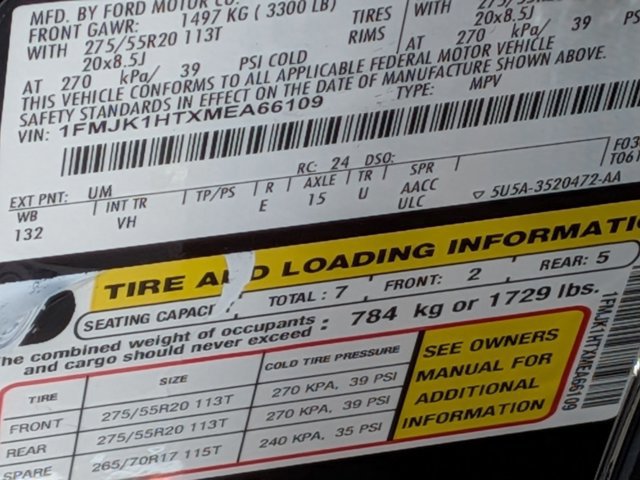 MFD. BY FORD MOTOR CO.
FRONT GAWR: 1497 KG ( 3300 LB) TIRES WITH
WITH 275/55R20 113T RIMS 20x8.5J
20x8.5J AT 270 kPa/ 39 PSI
AT 270 kPa/ 39 PSI COLD
THIS VEHICLE CONFORMS TO ALL APPLICABLE FEDERAL MOTOR VEHICLE
SAFETY STANDARDS IN EFFECT ON THE DATE OF MANUFACTURE SHOWN ABOVE.
VIN: 1FMJK1HTXMEA66109 TYPE: MPV
RC: 24 DSO: F03
EXT PNT: UM T06
WB INT TR TP/PS R AXLE TR SPR
132 VH E 15 U AACC
ULC 5U5A-3520472-AA
TIRE AND LOADING INFORMATI
SEATING CAPACI TOTAL : 7 FRONT: 2 REAR: 5
he combined weight of occupants
and cargo should never exceed : 784 kg or 1729 lbs.
TIRE SIZE COLD TIRE PRESSURE
FRONT 275/55R20 113T 270 KPA, 39 PSI
REAR 275/55R20 113T 270 KPA, 39 PSI
SPARE 265/70R17 115T 240 KPA, 35 PSI
SEE OWNERS
MANUAL FOR
ADDITIONAL
INFORMATION
1FMJK1HTXMEA66109